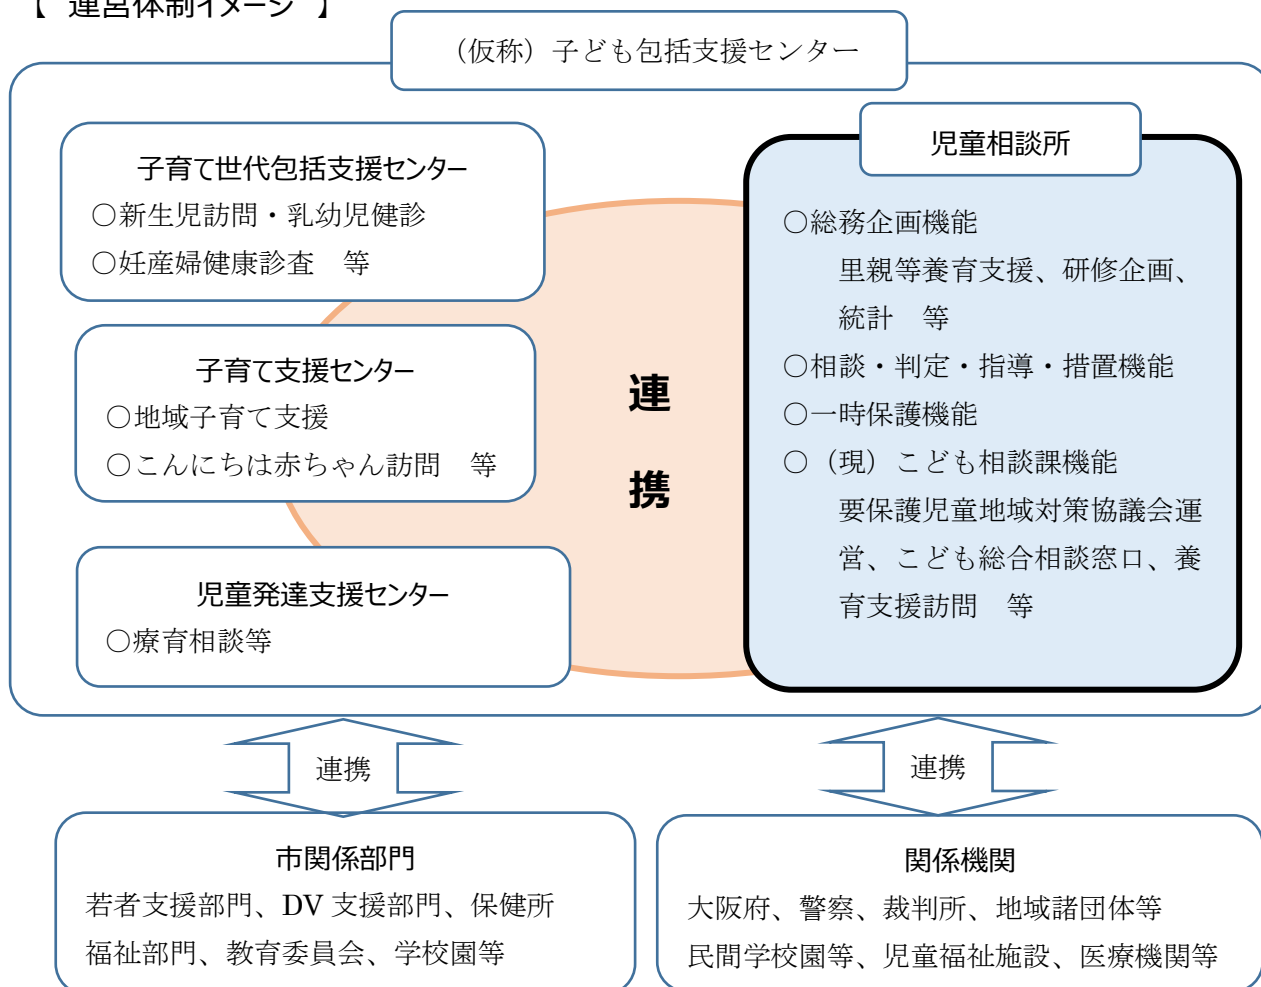 【 運営体制イメージ 】
（仮称）子ども包括支援センター
子育て世代包括支援センター
○新生児訪問・乳幼児健診
○妊産婦健康診査　等
子育て支援センター
○地域子育て支援
○こんにちは赤ちゃん訪問　等
児童発達支援センター
○療育相談等
連
携
児童相談所
○総務企画機能
里親等養育支援、研修企画、
統計　等
○相談・判定・指導・措置機能
○一時保護機能
○（現）こども相談課機能
要保護児童地域対策協議会運
営、こども総合相談窓口、養
育支援訪問　等
連携
連携
市関係部門
若者支援部門、DV 支援部門、保健所
福祉部門、教育委員会、学校園等
関係機関
大阪府、警察、裁判所、地域諸団体等
民間学校園等、児童福祉施設、医療機関等